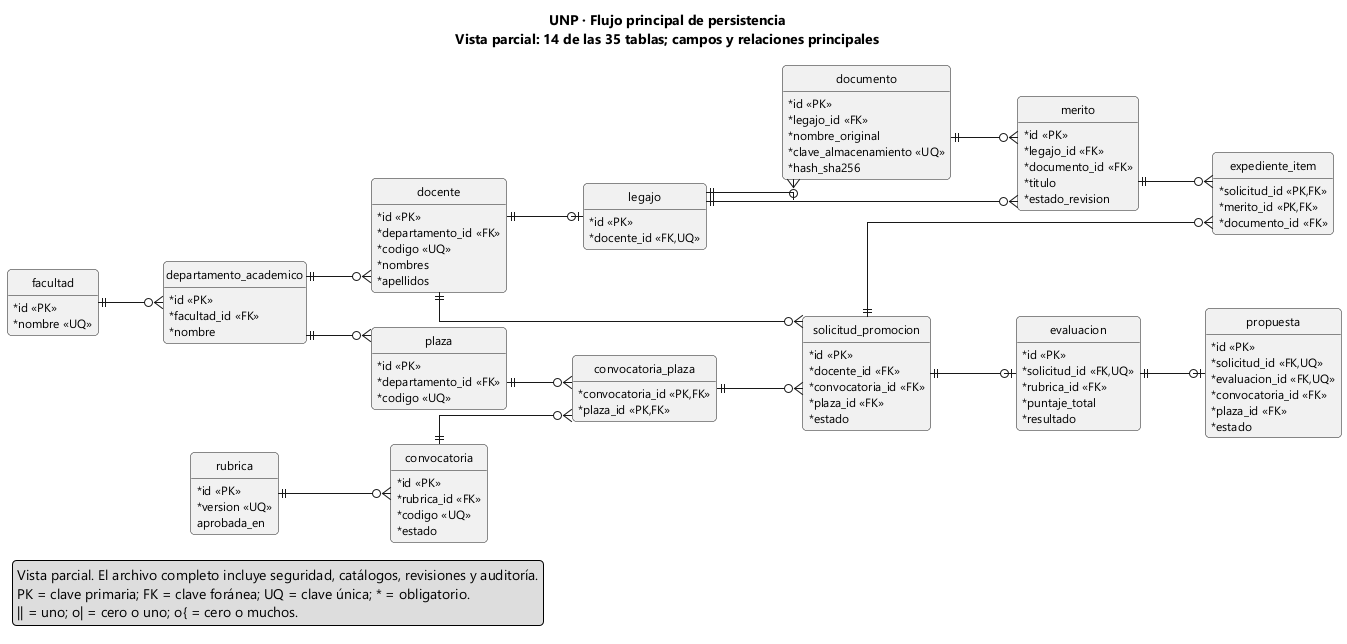 UNP · Flujo principal de persistencia
Vista parcial: 14 de las 35 tablas; campos y relaciones principales
documento
*id «PK»
*legajo_id «FK»
*nombre_original
*clave_almacenamiento «UQ»
*hash_sha256
merito
*id «PK»
*legajo_id «FK»
*documento_id «FK»
*titulo
*estado_revision
expediente_item
*solicitud_id «PK,FK»
*merito_id «PK,FK»
*documento_id «FK»
docente
*id «PK»
*departamento_id «FK»
*codigo «UQ»
*nombres
*apellidos
legajo
*id «PK»
*docente_id «FK,UQ»
facultad
*id «PK»
*nombre «UQ»
departamento_academico
*id «PK»
*facultad_id «FK»
*nombre
plaza
*id «PK»
*departamento_id «FK»
*codigo «UQ»
convocatoria_plaza
*convocatoria_id «PK,FK»
*plaza_id «PK,FK»
solicitud_promocion
*id «PK»
*docente_id «FK»
*convocatoria_id «FK»
*plaza_id «FK»
*estado
evaluacion
*id «PK»
*solicitud_id «FK,UQ»
*rubrica_id «FK»
*puntaje_total
*resultado
propuesta
*id «PK»
*solicitud_id «FK,UQ»
*evaluacion_id «FK,UQ»
*convocatoria_id «FK»
*plaza_id «FK»
*estado
rubrica
*id «PK»
*version «UQ»
aprobada_en
convocatoria
*id «PK»
*rubrica_id «FK»
*codigo «UQ»
*estado
Vista parcial. El archivo completo incluye seguridad, catálogos, revisiones y auditoría.
PK = clave primaria; FK = clave foránea; UQ = clave única; * = obligatorio.
|| = uno; o| = cero o uno; o{ = cero o muchos.